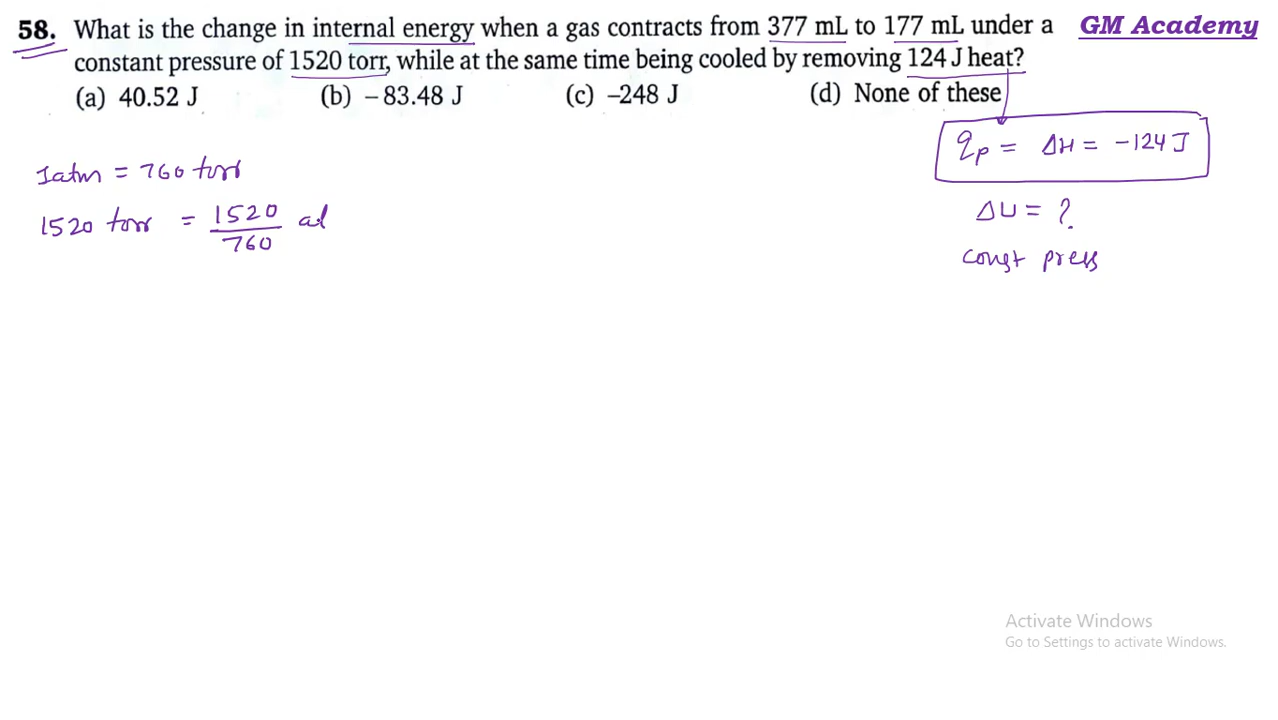 58. What is the change in internal energy when a gas contracts from 377 mL to 177 mL under a
GM Academy
constant pressure of 1520 torr, while at the same time being cooled by removing 124 J heat?
(a) 40.52 J (b) – 83.48 J (c) –248 J (d) None of these
qp = ΔH = -124 J
1atm = 760 torr
ΔU = ?
1520 torr = 1520/760 at
const press
Activate Windows
Go to Settings to activate Windows.